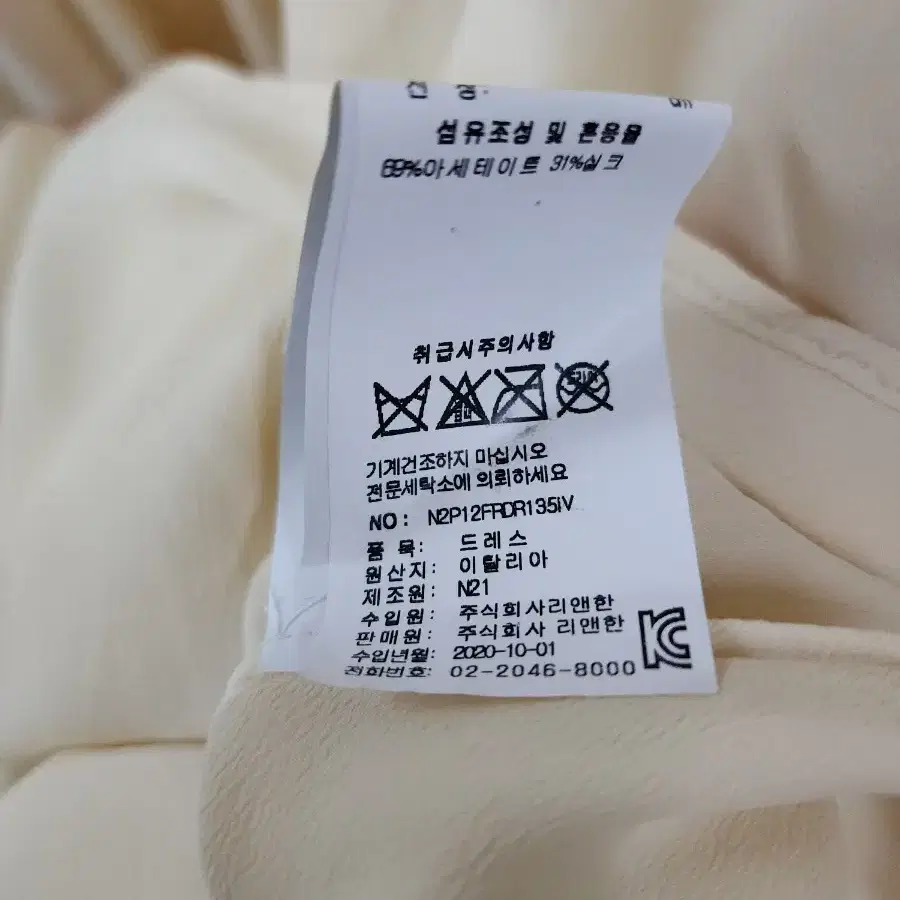 섬유조성 및 혼용율
69%아세테이트 31%실크
취급시주의사항
기계건조하지 마십시오
전문세탁소에 의뢰하세요
NO: N2P12FRDR135IV
품 목: 드레스
원산지: 이탈리아
제조원: N21
수입원: 주식회사리앤한
판매원: 주식회사 리앤한
수입년월: 2020-10-01
전화번호: 02-2046-8000